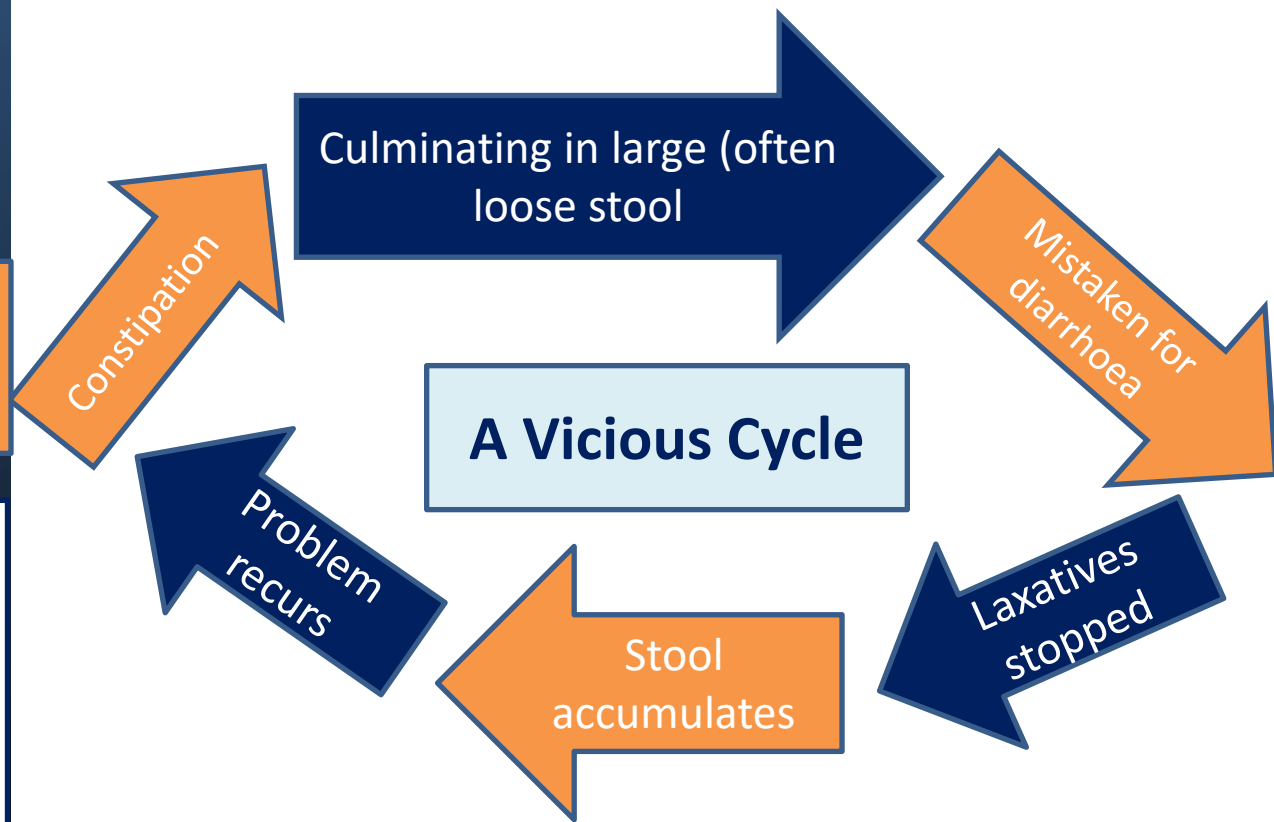 Culminating in large (often
loose stool
Mistaken for
diarrhoea
Laxatives
stopped
Stool
accumulates
Problem
recurs
Constipation
A Vicious Cycle